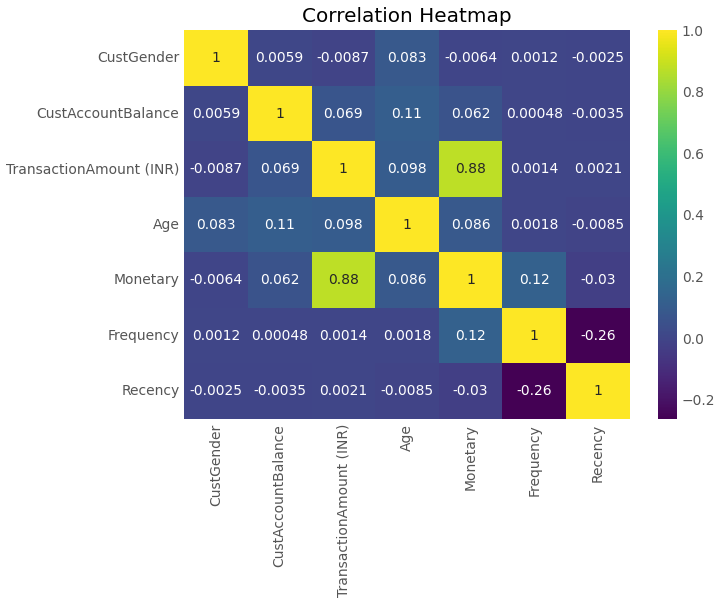 Correlation Heatmap
CustGender 1 0.0059 -0.0087 0.083 -0.0064 0.0012 -0.0025
CustAccountBalance 0.0059 1 0.069 0.11 0.062 0.00048 -0.0035
TransactionAmount (INR) -0.0087 0.069 1 0.098 0.88 0.0014 0.0021
Age 0.083 0.11 0.098 1 0.086 0.0018 -0.0085
Monetary -0.0064 0.062 0.88 0.086 1 0.12 -0.03
Frequency 0.0012 0.00048 0.0014 0.0018 0.12 1 -0.26
Recency -0.0025 -0.0035 0.0021 -0.0085 -0.03 -0.26 1
CustGender
CustAccountBalance
TransactionAmount (INR)
Age
Monetary
Frequency
Recency
1.0
0.8
0.6
0.4
0.2
0.0
−0.2